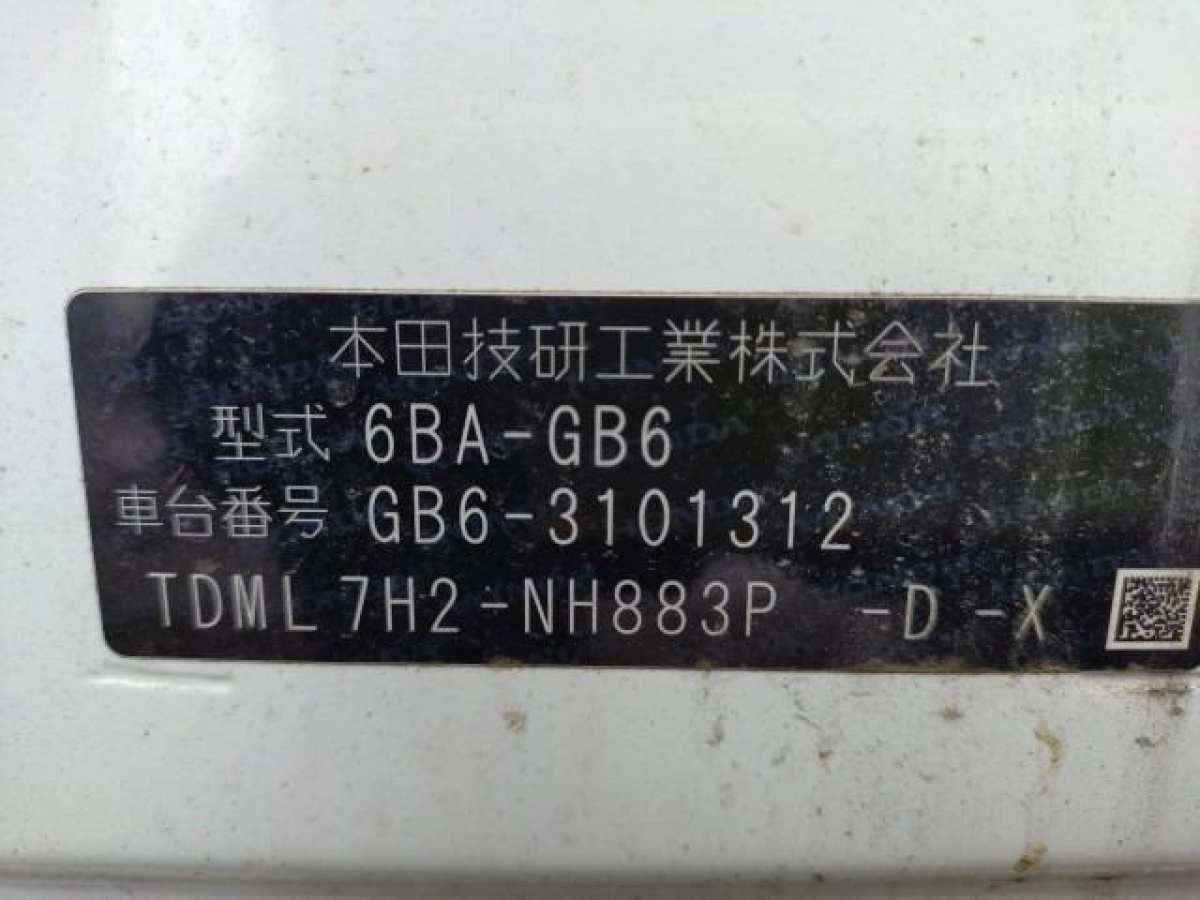 本田技研工業株式会社
型式 6BA-GB6
車台番号 GB6-3101312
TDML7H2-NH883P -D -X